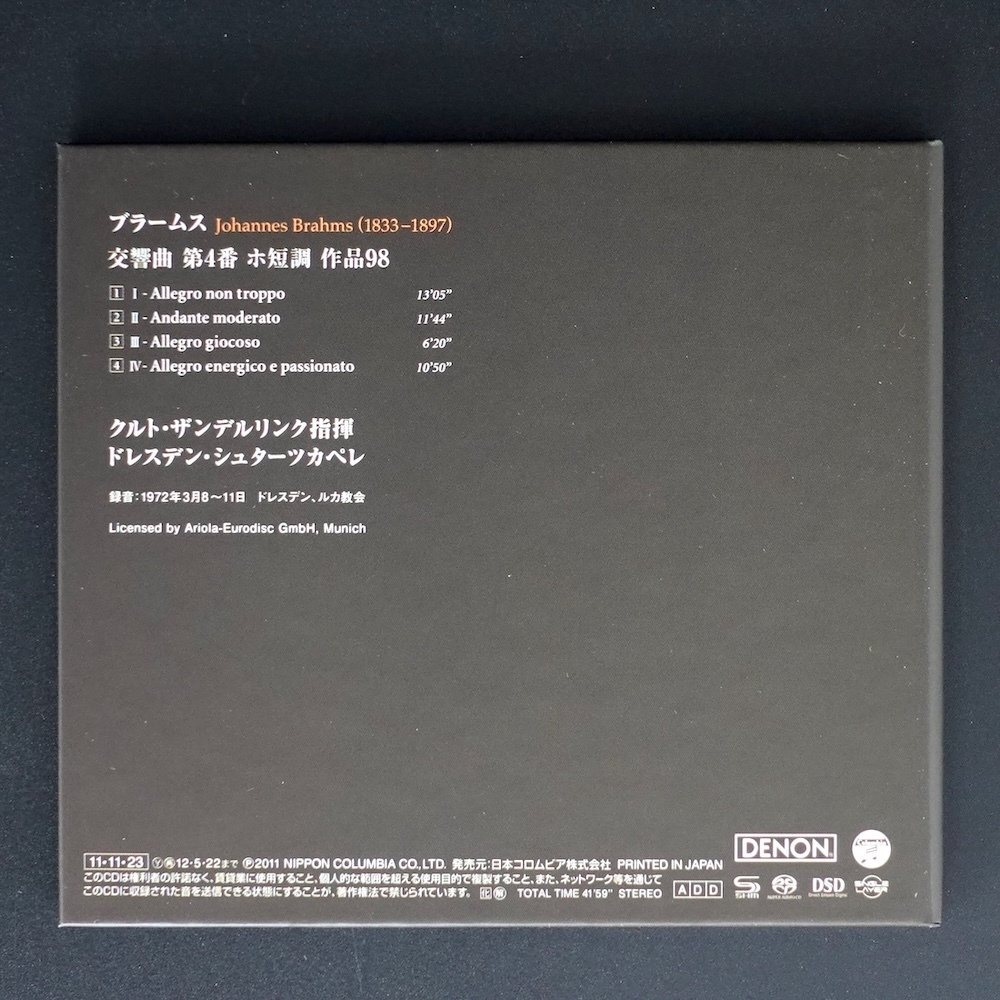 ブラームス Johannes Brahms (1833–1897)
交響曲 第4番 ホ短調 作品98
1 Ⅰ - Allegro non troppo 13'05"
2 Ⅱ - Andante moderato 11'44"
3 Ⅲ - Allegro giocoso 6'20"
4 Ⅳ - Allegro energico e passionato 10'50"
クルト・ザンデルリンク指揮
ドレスデン・シュターツカペレ
録音：1972年3月8〜11日 ドレスデン、ルカ教会
Licensed by Ariola-Eurodisc GmbH, Munich
DENON
11・11・23 Ⓨ 12・5・22まで Ⓟ2011 NIPPON COLUMBIA CO., LTD. 発売元：日本コロムビア株式会社 PRINTED IN JAPAN
このCDは権利者の許諾なく、賃貸業に使用すること、個人的な範囲を超える使用目的で複製すること、また、ネットワーク等を通じて
このCDに収録された音を送信できる状態にすることが、著作権法で禁じられています。 TOTAL TIME 41'59" STEREO
ADD SHM SUPER AUDIO CD DSD Direct Stream Digital SINGLE LAYER